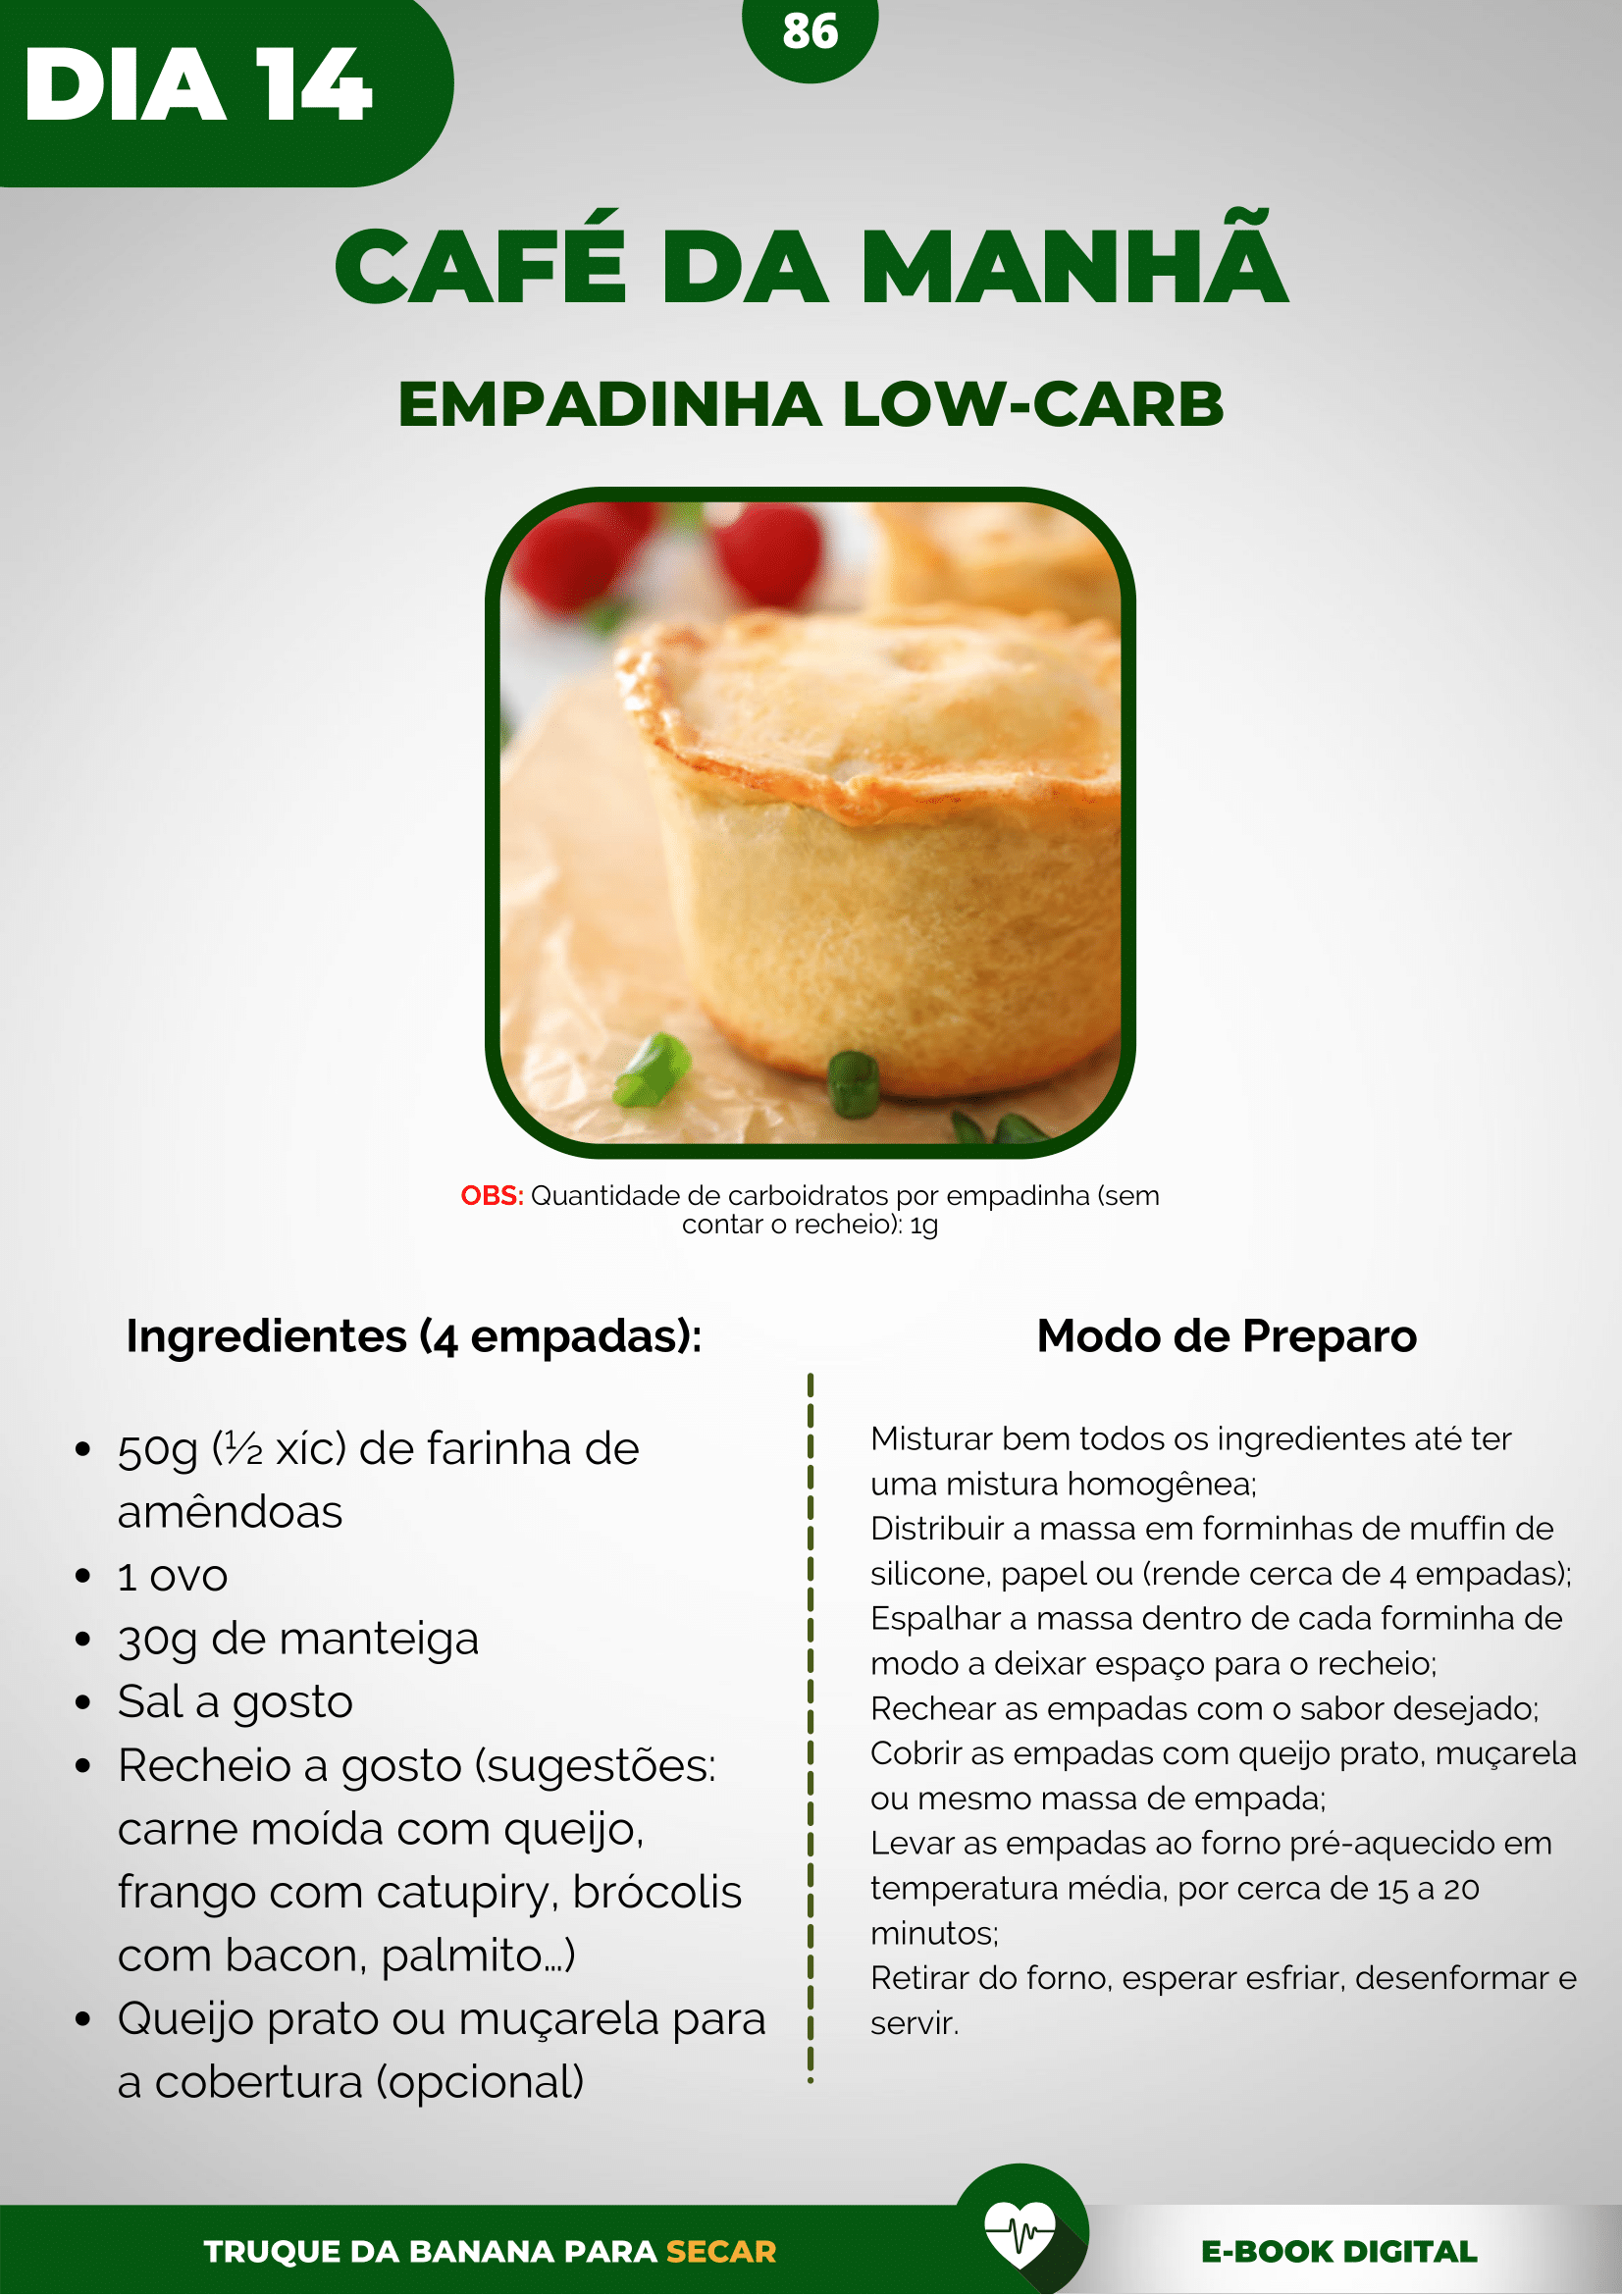 DIA 14
86
CAFÉ DA MANHÃ
EMPADINHA LOW-CARB
OBS: Quantidade de carboidratos por empadinha (sem
contar o recheio): 1g
Ingredientes (4 empadas):
• 50g (½ xíc) de farinha de
amêndoas
• 1 ovo
• 30g de manteiga
• Sal a gosto
• Recheio a gosto (sugestões:
carne moída com queijo,
frango com catupiry, brócolis
com bacon, palmito...)
• Queijo prato ou muçarela para
a cobertura (opcional)
Modo de Preparo
Misturar bem todos os ingredientes até ter
uma mistura homogênea;
Distribuir a massa em forminhas de muffin de
silicone, papel ou (rende cerca de 4 empadas);
Espalhar a massa dentro de cada forminha de
modo a deixar espaço para o recheio;
Rechear as empadas com o sabor desejado;
Cobrir as empadas com queijo prato, muçarela
ou mesmo massa de empada;
Levar as empadas ao forno pré-aquecido em
temperatura média, por cerca de 15 a 20
minutos;
Retirar do forno, esperar esfriar, desenformar e
servir.
TRUQUE DA BANANA PARA SECAR
E-BOOK DIGITAL